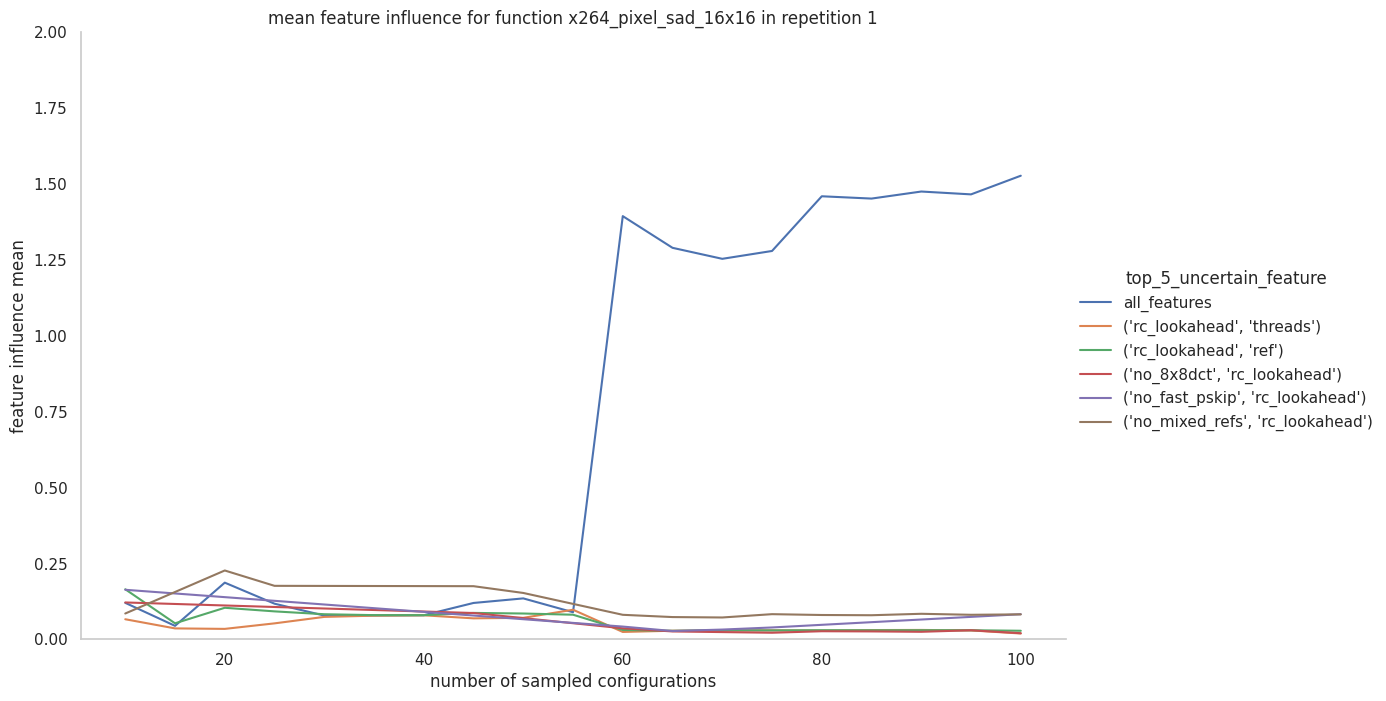 mean feature influence for function x264_pixel_sad_16x16 in repetition 1
2.00
1.75
1.50
1.25
1.00
0.75
0.50
0.25
0.00
feature influence mean
20
40
60
80
100
number of sampled configurations
top_5_uncertain_feature
all_features
('rc_lookahead', 'threads')
('rc_lookahead', 'ref')
('no_8x8dct', 'rc_lookahead')
('no_fast_pskip', 'rc_lookahead')
('no_mixed_refs', 'rc_lookahead')